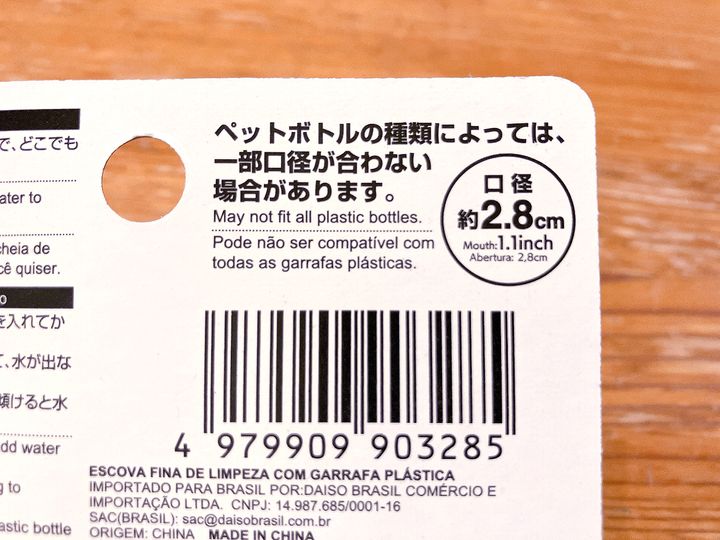 で、どこでも
ater to
cheia de
cê quiser.
o
を入れてか
、水が出な
傾けると水
dd water
g to
astic bottle
ペットボトルの種類によっては、
一部口径が合わない
場合があります。
May not fit all plastic bottles.
Pode não ser compatível com
todas as garrafas plásticas.
口径
約2.8cm
Mouth:1.1inch
Abertura: 2,8cm
4 979909 903285
ESCOVA FINA DE LIMPEZA COM GARRAFA PLÁSTICA
IMPORTADO PARA BRASIL POR:DAISO BRASIL COMÉRCIO E
IMPORTAÇÃO LTDA. CNPJ: 14.987.685/0001-16
SAC(BRASIL): sac@daisobrasil.com.br
ORIGEM: CHINA MADE IN CHINA